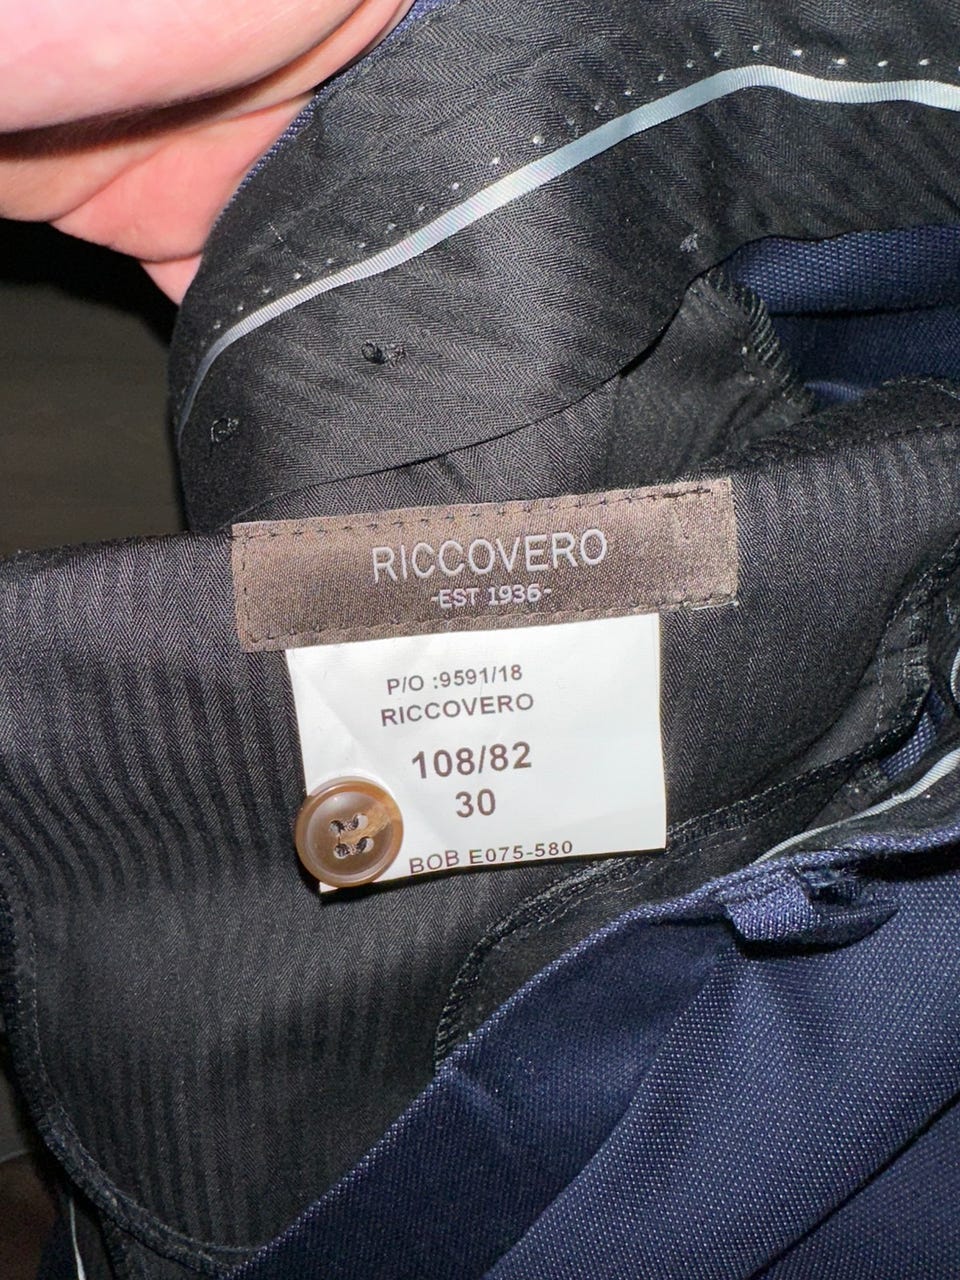 RICCOVERO
-EST 1936-
P/O :9591/18
RICCOVERO
108/82
30
BOB E075-580